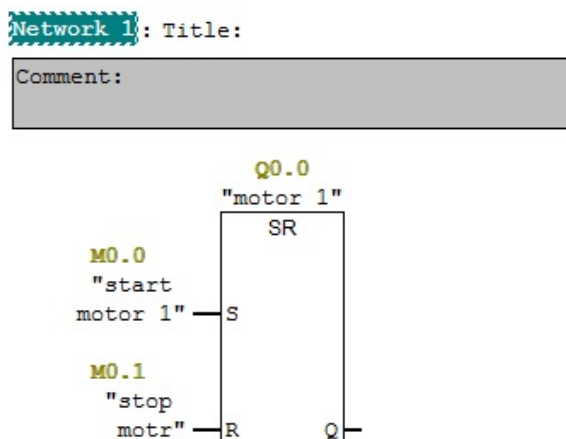 Network 1: Title:
Comment:
Q0.0
"motor 1"
SR
M0.0
"start
motor 1"
S
M0.1
"stop
motr"
R
Q